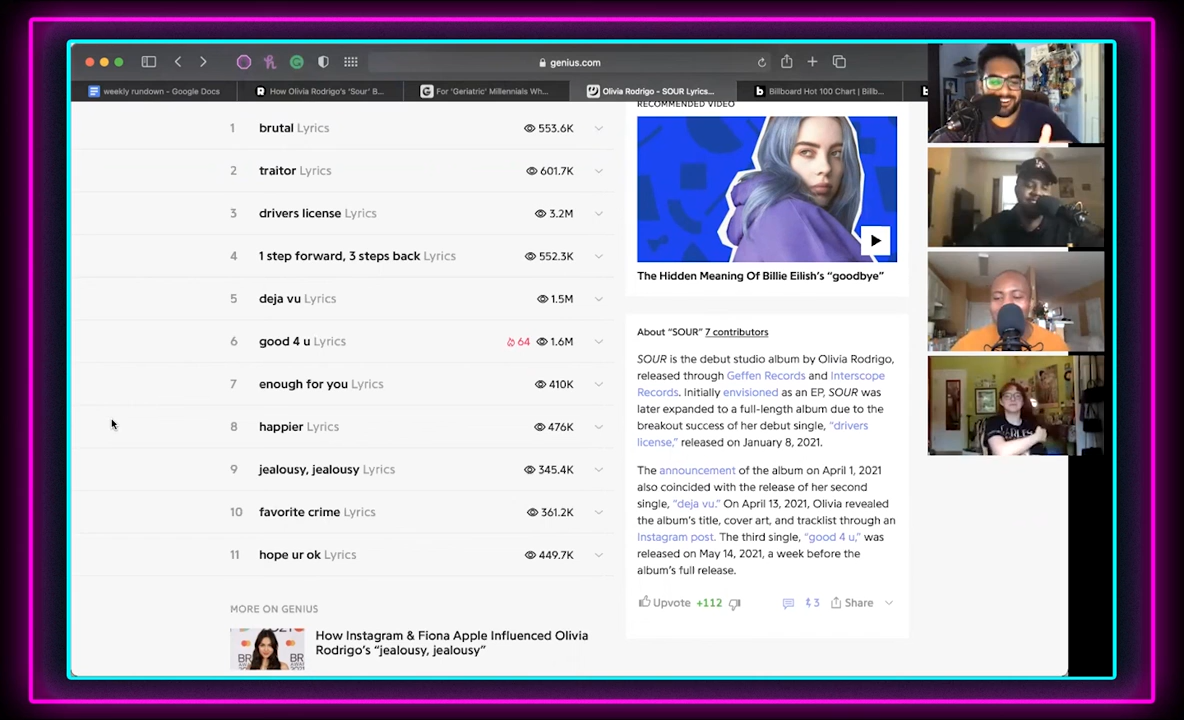 genius.com
weekly rundown - Google Docs
How Olivia Rodrigo's 'Sour' B...
For 'Geriatric' Millennials Wh...
Olivia Rodrigo - SOUR Lyrics...
Billboard Hot 100 Chart | Billb...
1 brutal Lyrics 553.6K
2 traitor Lyrics 601.7K
3 drivers license Lyrics 3.2M
4 1 step forward, 3 steps back Lyrics 552.3K
5 deja vu Lyrics 1.5M
6 good 4 u Lyrics 64 1.6M
7 enough for you Lyrics 410K
8 happier Lyrics 476K
9 jealousy, jealousy Lyrics 345.4K
10 favorite crime Lyrics 361.2K
11 hope ur ok Lyrics 449.7K
MORE ON GENIUS
How Instagram & Fiona Apple Influenced Olivia
Rodrigo's “jealousy, jealousy”
RECOMMENDED VIDEO
The Hidden Meaning Of Billie Eilish's “goodbye”
About “SOUR” 7 contributors
SOUR is the debut studio album by Olivia Rodrigo,
released through Geffen Records and Interscope
Records. Initially envisioned as an EP, SOUR was
later expanded to a full-length album due to the
breakout success of her debut single, “drivers
license,” released on January 8, 2021.
The announcement of the album on April 1, 2021
also coincided with the release of her second
single, “deja vu.” On April 13, 2021, Olivia revealed
the album's title, cover art, and tracklist through an
Instagram post. The third single, “good 4 u,” was
released on May 14, 2021, a week before the
album's full release.
Upvote +112 3 Share